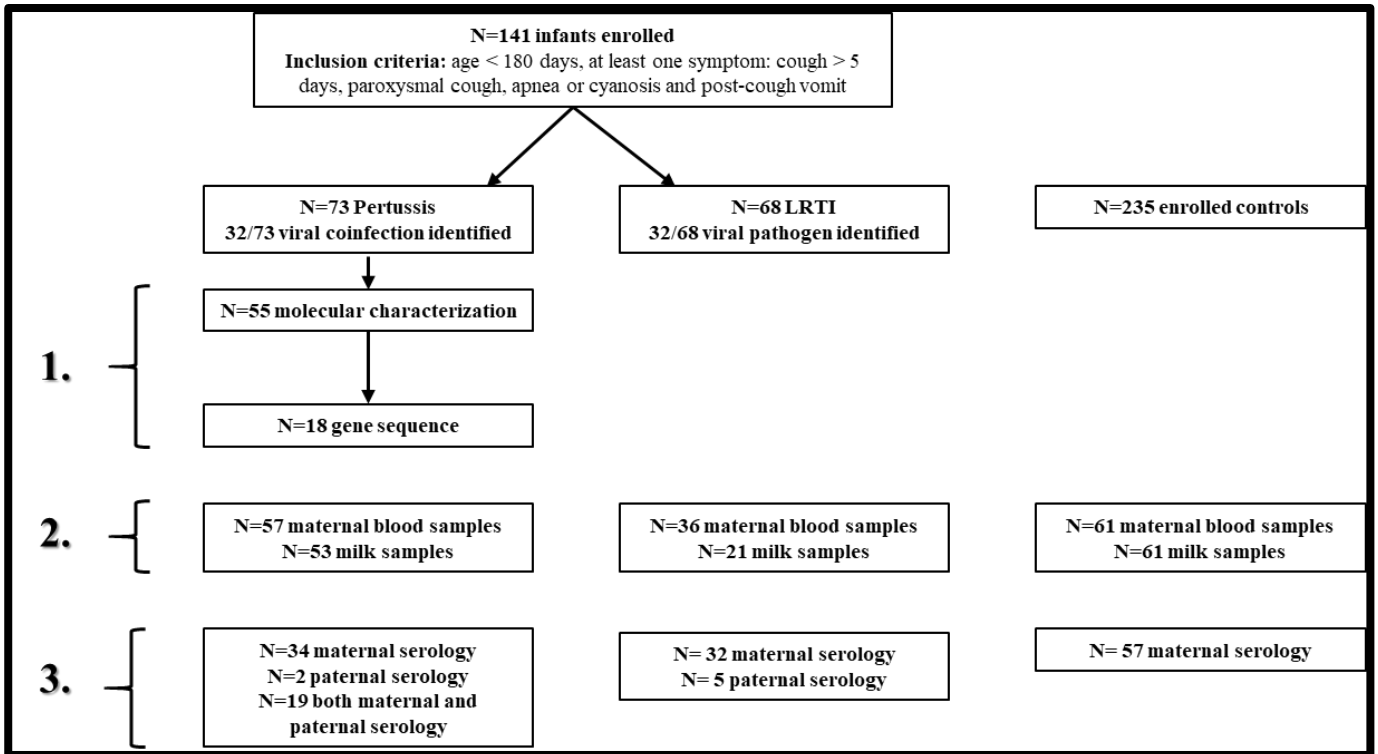 N=141 infants enrolled
Inclusion criteria: age < 180 days, at least one symptom: cough > 5
days, paroxysmal cough, apnea or cyanosis and post-cough vomit
N=73 Pertussis
32/73 viral coinfection identified
N=68 LRTI
32/68 viral pathogen identified
N=235 enrolled controls
1.
N=55 molecular characterization
N=18 gene sequence
2.
N=57 maternal blood samples
N=53 milk samples
N=36 maternal blood samples
N=21 milk samples
N=61 maternal blood samples
N=61 milk samples
3.
N=34 maternal serology
N=2 paternal serology
N=19 both maternal and
paternal serology
N= 32 maternal serology
N= 5 paternal serology
N= 57 maternal serology